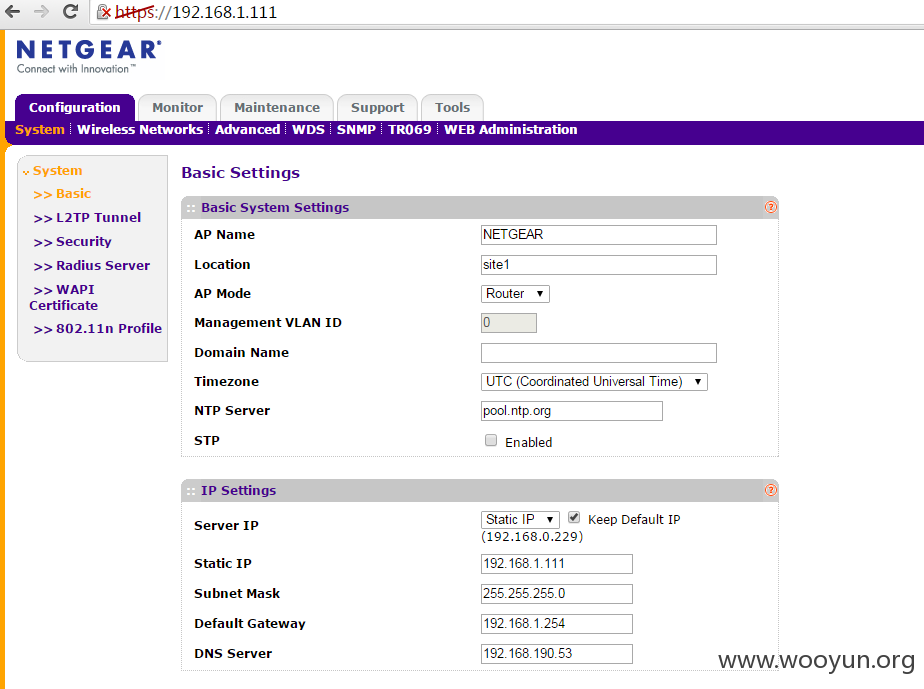 https://192.168.1.111
NETGEAR®
Connect with Innovation™
Configuration Monitor Maintenance Support Tools
System Wireless Networks Advanced WDS SNMP TR069 WEB Administration
System
>> Basic
>> L2TP Tunnel
>> Security
>> Radius Server
>> WAPI
Certificate
>> 802.11n Profile
Basic Settings
Basic System Settings ?
AP Name NETGEAR
Location site1
AP Mode Router
Management VLAN ID 0
Domain Name
Timezone UTC (Coordinated Universal Time)
NTP Server pool.ntp.org
STP Enabled
IP Settings ?
Server IP Static IP Keep Default IP
(192.168.0.229)
Static IP 192.168.1.111
Subnet Mask 255.255.255.0
Default Gateway 192.168.1.254
DNS Server 192.168.190.53
www.wooyun.org